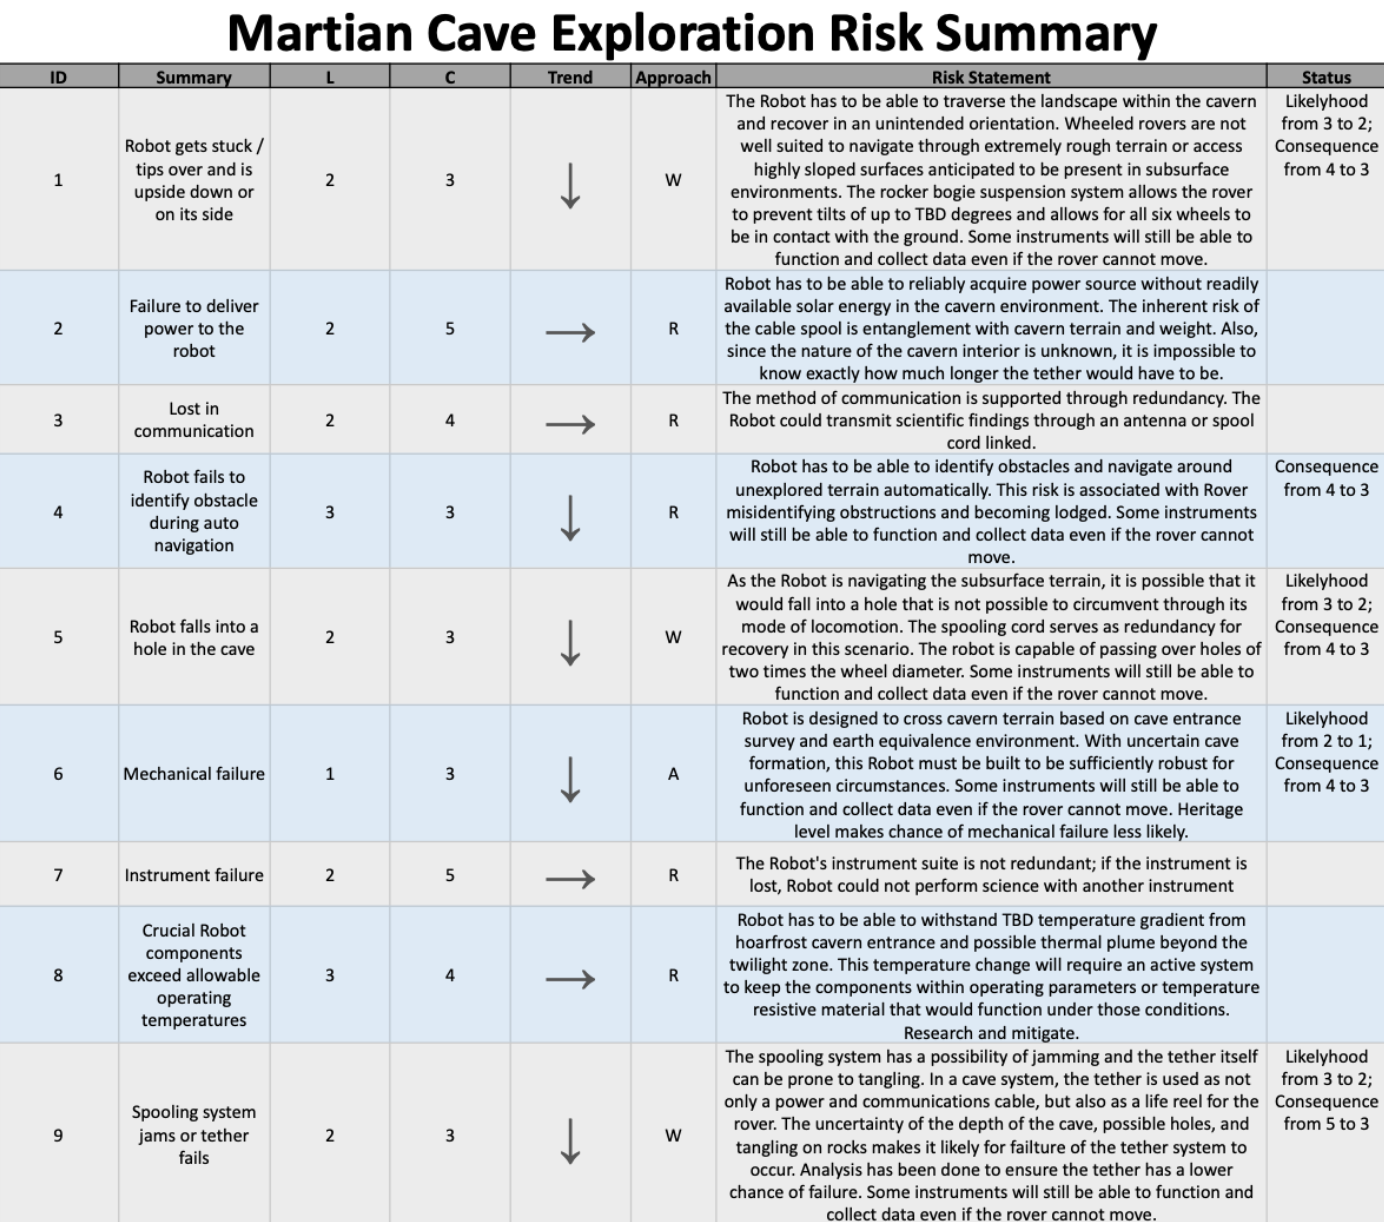 Martian Cave Exploration Risk Summary
ID Summary L C Trend Approach Risk Statement Status
1
Robot gets stuck /
tips over and is
upside down or
on its side
2
3
W
The Robot has to be able to traverse the landscape within the cavern
and recover in an unintended orientation. Wheeled rovers are not
well suited to navigate through extremely rough terrain or access
highly sloped surfaces anticipated to be present in subsurface
environments. The rocker bogie suspension system allows the rover
to prevent tilts of up to TBD degrees and allows for all six wheels to
be in contact with the ground. Some instruments will still be able to
function and collect data even if the rover cannot move.
Likelyhood
from 3 to 2;
Consequence
from 4 to 3
2
Failure to deliver
power to the
robot
2
5
R
Robot has to be able to reliably acquire power source without readily
available solar energy in the cavern environment. The inherent risk of
the cable spool is entanglement with cavern terrain and weight. Also,
since the nature of the cavern interior is unknown, it is impossible to
know exactly how much longer the tether would have to be.
3
Lost in
communication
2
4
R
The method of communication is supported through redundancy. The
Robot could transmit scientific findings through an antenna or spool
cord linked.
4
Robot fails to
identify obstacle
during auto
navigation
3
3
R
Robot has to be able to identify obstacles and navigate around
unexplored terrain automatically. This risk is associated with Rover
misidentifying obstructions and becoming lodged. Some instruments
will still be able to function and collect data even if the rover cannot
move.
Consequence
from 4 to 3
5
Robot falls into a
hole in the cave
2
3
W
As the Robot is navigating the subsurface terrain, it is possible that it
would fall into a hole that is not possible to circumvent through its
mode of locomotion. The spooling cord serves as redundancy for
recovery in this scenario. The robot is capable of passing over holes of
two times the wheel diameter. Some instruments will still be able to
function and collect data even if the rover cannot move.
Likelyhood
from 3 to 2;
Consequence
from 4 to 3
6
Mechanical failure
1
3
A
Robot is designed to cross cavern terrain based on cave entrance
survey and earth equivalence environment. With uncertain cave
formation, this Robot must be built to be sufficiently robust for
unforeseen circumstances. Some instruments will still be able to
function and collect data even if the rover cannot move. Heritage
level makes chance of mechanical failure less likely.
Likelyhood
from 2 to 1;
Consequence
from 4 to 3
7
Instrument failure
2
5
R
The Robot's instrument suite is not redundant; if the instrument is
lost, Robot could not perform science with another instrument
8
Crucial Robot
components
exceed allowable
operating
temperatures
3
4
R
Robot has to be able to withstand TBD temperature gradient from
hoarfrost cavern entrance and possible thermal plume beyond the
twilight zone. This temperature change will require an active system
to keep the components within operating parameters or temperature
resistive material that would function under those conditions.
Research and mitigate.
9
Spooling system
jams or tether
fails
2
3
W
The spooling system has a possibility of jamming and the tether itself
can be prone to tangling. In a cave system, the tether is used as not
only a power and communications cable, but also as a life reel for the
rover. The uncertainty of the depth of the cave, possible holes, and
tangling on rocks makes it likely for failture of the tether system to
occur. Analysis has been done to ensure the tether has a lower
chance of failure. Some instruments will still be able to function and
collect data even if the rover cannot move.
Likelyhood
from 3 to 2;
Consequence
from 5 to 3